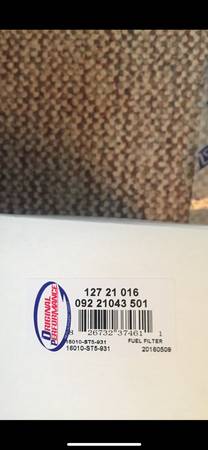 ORIGINAL PERFORMANCE
127 21 016
092 21043 501
8 26732 37461 1
16010-ST5-931 FUEL FILTER
16010-ST5-931 20160509